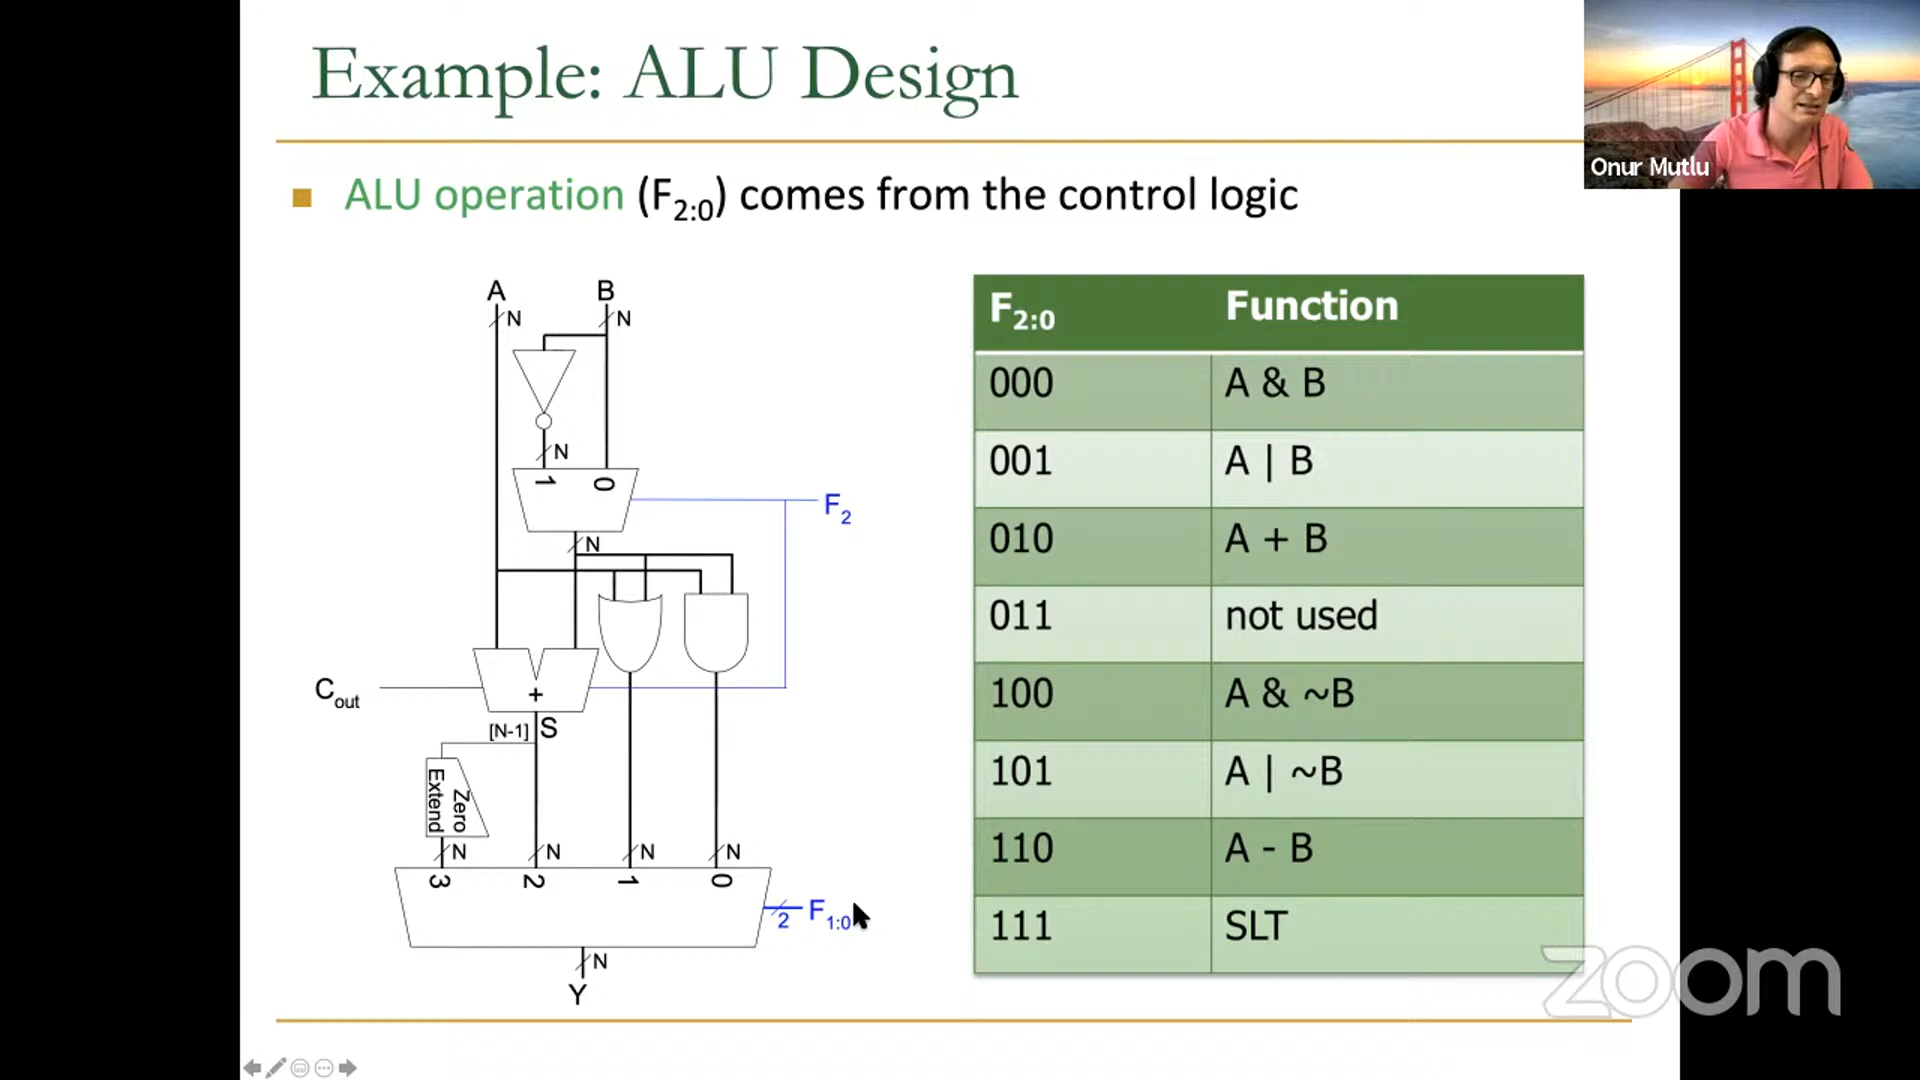 Example: ALU Design
Onur Mutlu
ALU operation (F2:0) comes from the control logic
A
B
N
N
N
1
0
F2
N
Cout
+
[N-1]
S
Zero
Extend
N
N
N
N
3
2
1
0
2
F1:0
N
Y
F2:0 Function
000 A & B
001 A | B
010 A + B
011 not used
100 A & ~B
101 A | ~B
110 A - B
111 SLT
zoom